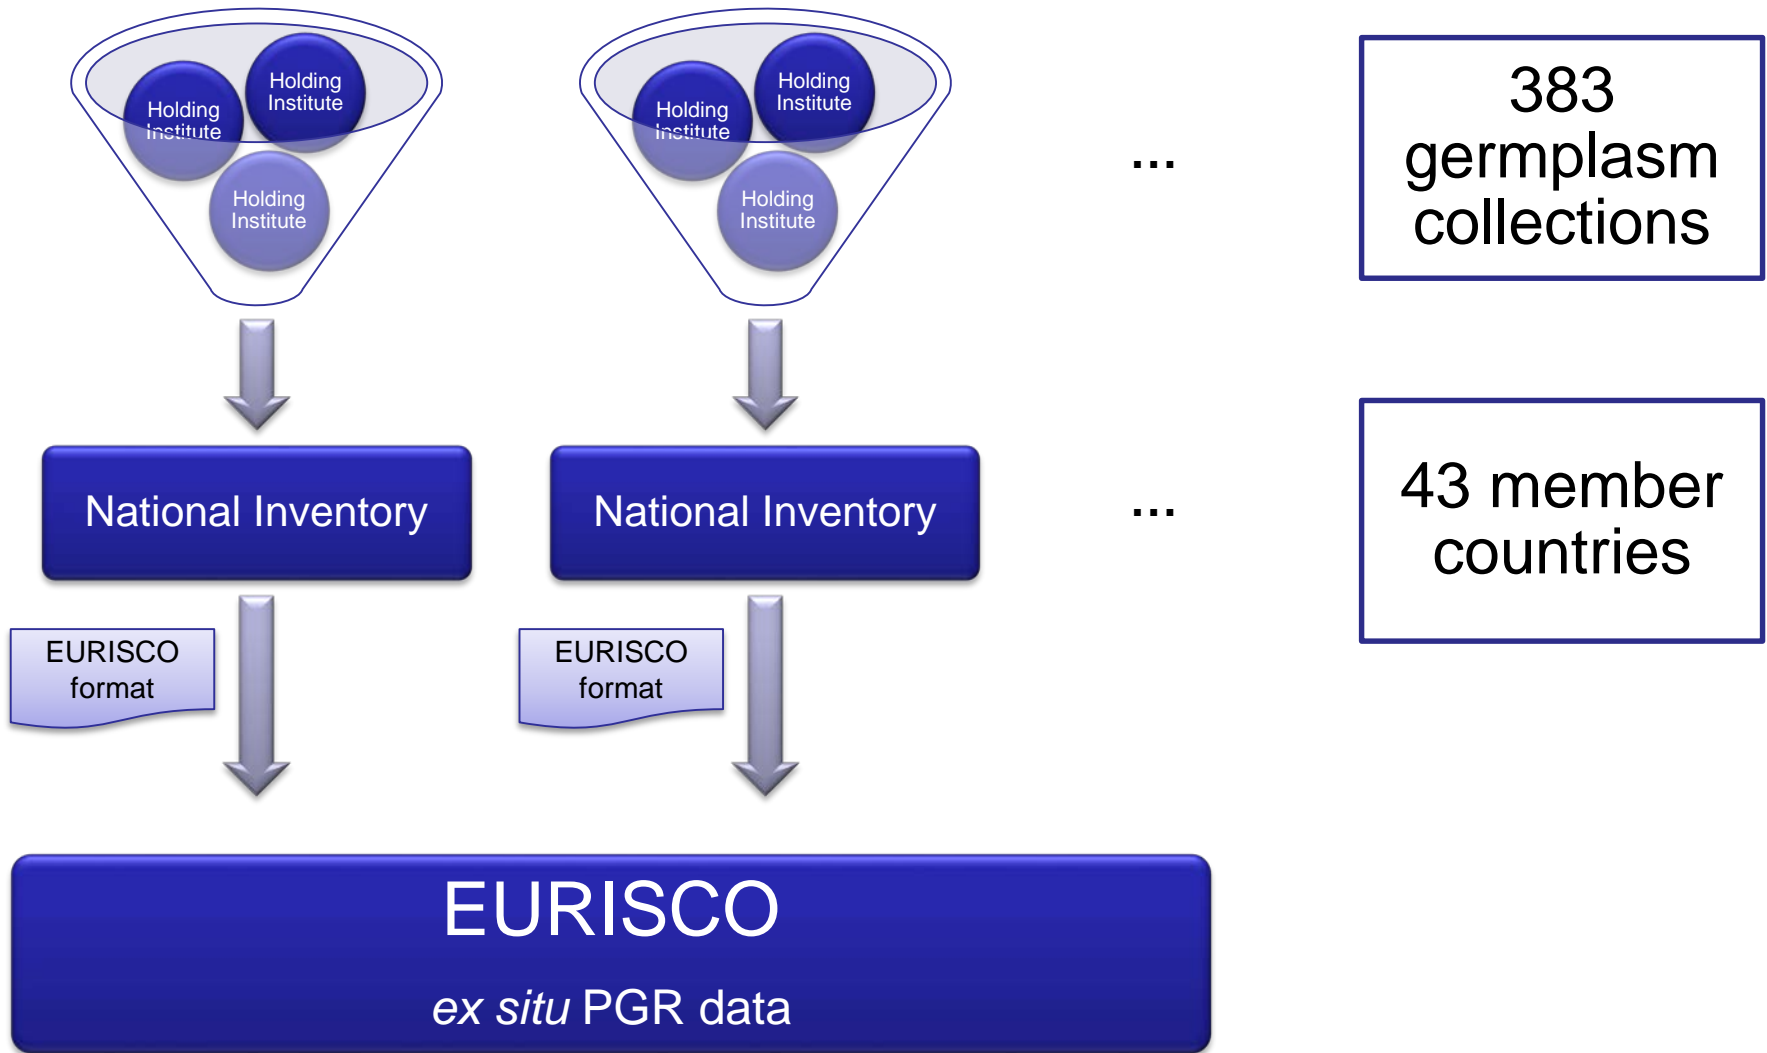 Holding
Institute
Holding
Institute
Holding
Institute
Holding
Institute
Holding
Institute
Holding
Institute
...
383
germplasm
collections
National Inventory
National Inventory
...
43 member
countries
EURISCO
format
EURISCO
format
EURISCO
ex situ PGR data